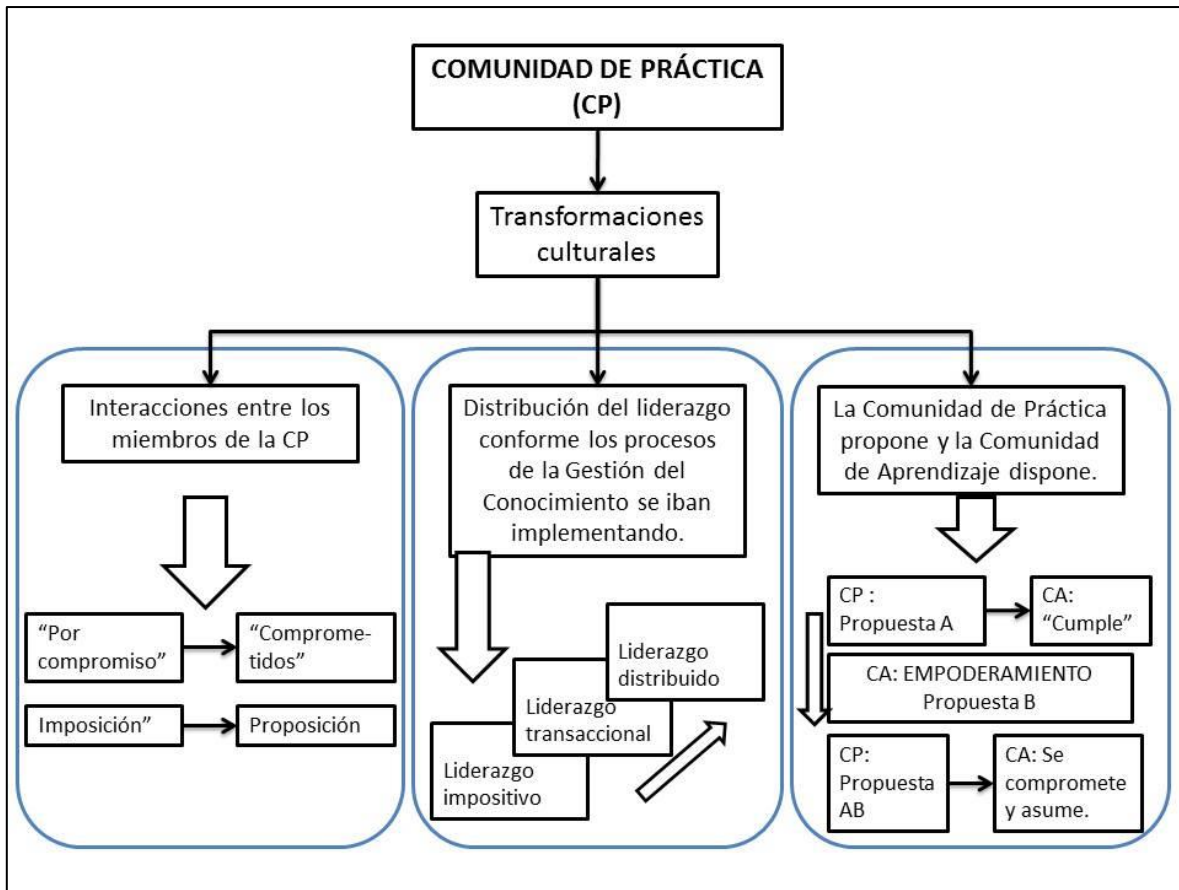 COMUNIDAD DE PRÁCTICA
(CP)
Transformaciones
culturales
Interacciones entre los
miembros de la CP
“Por
compromiso”
“Comprome-
tidos”
Imposición”
Proposición
Distribución del liderazgo
conforme los procesos
de la Gestión del
Conocimiento se iban
implementando.
Liderazgo
distribuido
Liderazgo
transaccional
Liderazgo
impositivo
La Comunidad de Práctica
propone y la Comunidad
de Aprendizaje dispone.
CP :
Propuesta A
CA:
“Cumple”
CA: EMPODERAMIENTO
Propuesta B
CP:
Propuesta
AB
CA: Se
compromete
y asume.